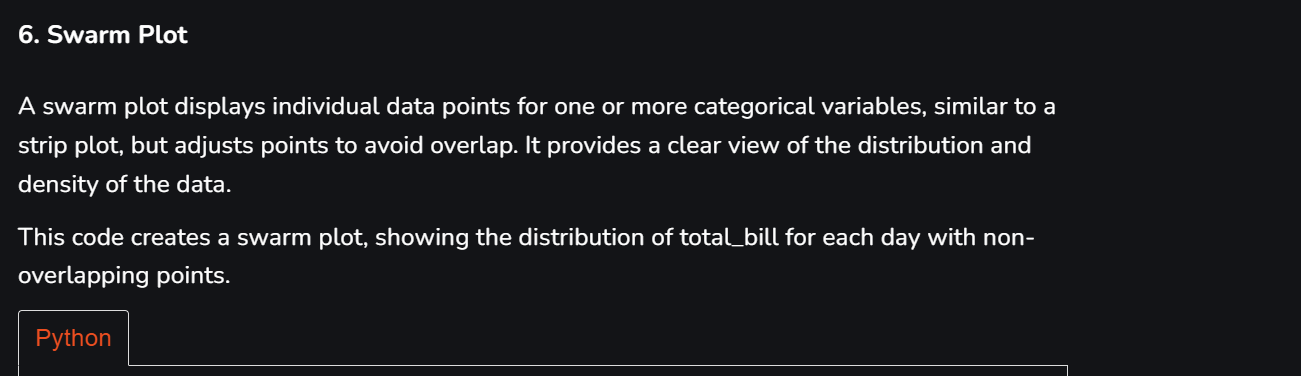 6. Swarm Plot
A swarm plot displays individual data points for one or more categorical variables, similar to a
strip plot, but adjusts points to avoid overlap. It provides a clear view of the distribution and
density of the data.
This code creates a swarm plot, showing the distribution of total_bill for each day with non-
overlapping points.
Python